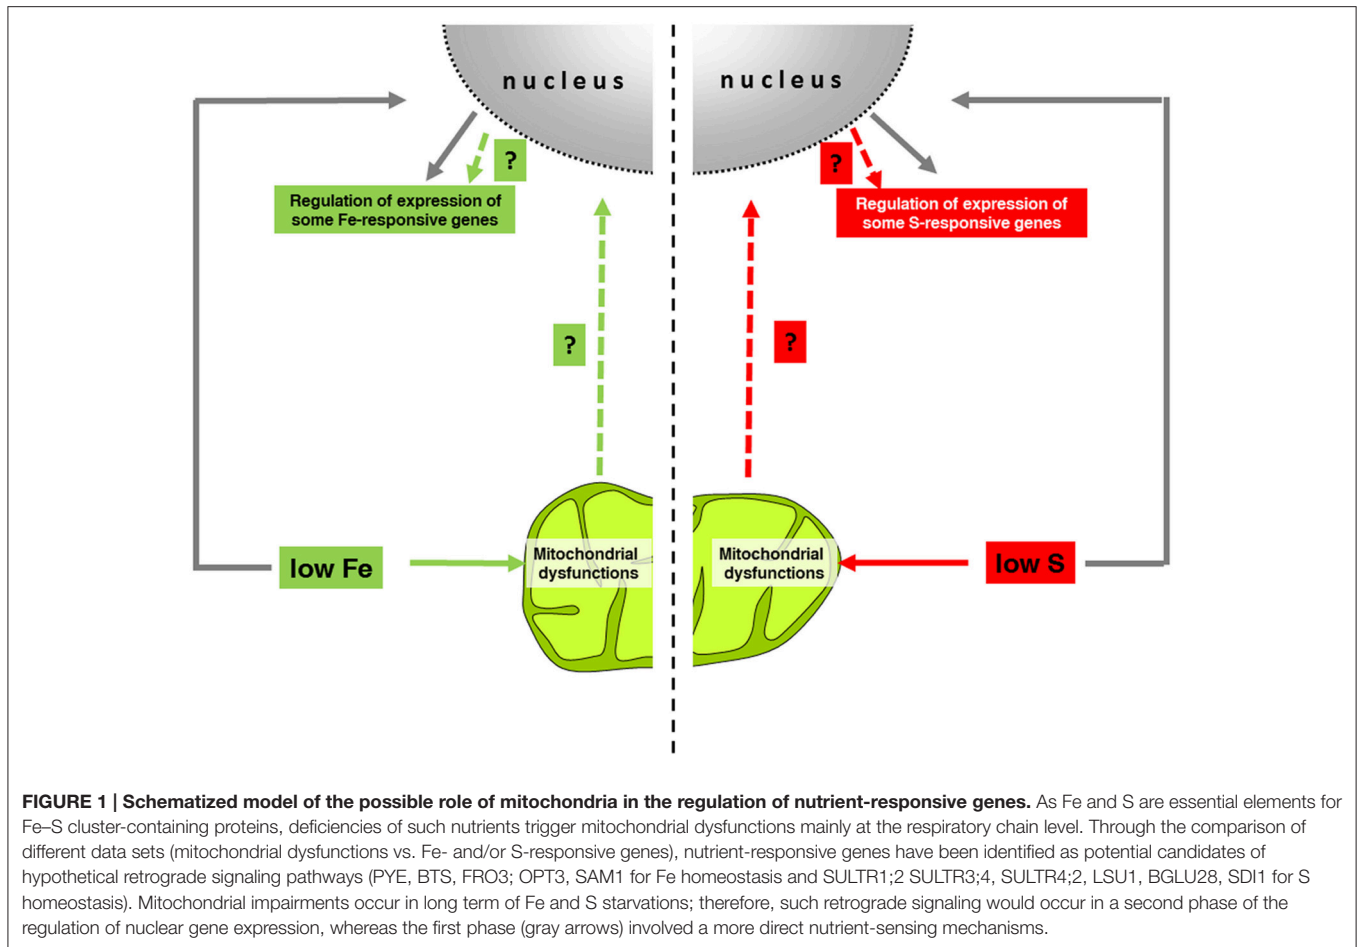 nucleus
nucleus
?
?
Regulation of expression of
some Fe-responsive genes
Regulation of expression of
some S-responsive genes
?
?
low Fe
Mitochondrial
dysfunctions
Mitochondrial
dysfunctions
low S
FIGURE 1 | Schematized model of the possible role of mitochondria in the regulation of nutrient-responsive genes. As Fe and S are essential elements for
Fe–S cluster-containing proteins, deficiencies of such nutrients trigger mitochondrial dysfunctions mainly at the respiratory chain level. Through the comparison of
different data sets (mitochondrial dysfunctions vs. Fe- and/or S-responsive genes), nutrient-responsive genes have been identified as potential candidates of
hypothetical retrograde signaling pathways (PYE, BTS, FRO3; OPT3, SAM1 for Fe homeostasis and SULTR1;2 SULTR3;4, SULTR4;2, LSU1, BGLU28, SDI1 for S
homeostasis). Mitochondrial impairments occur in long term of Fe and S starvations; therefore, such retrograde signaling would occur in a second phase of the
regulation of nuclear gene expression, whereas the first phase (gray arrows) involved a more direct nutrient-sensing mechanisms.